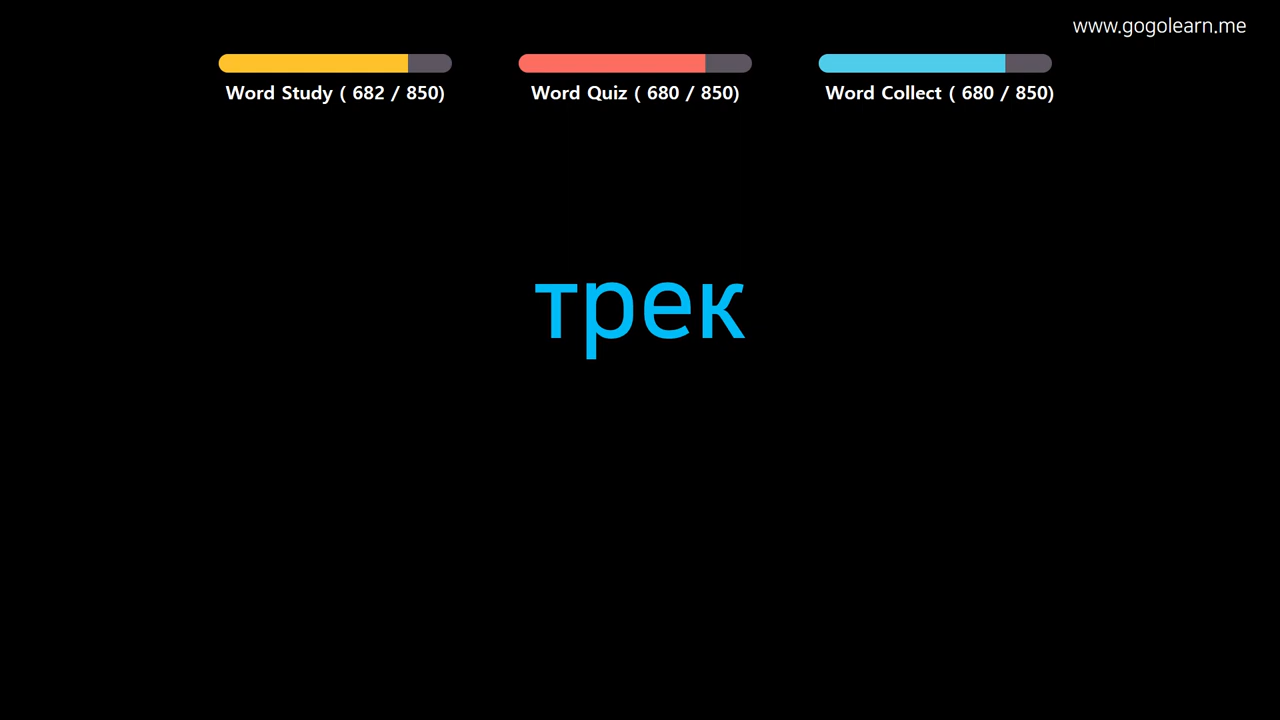 www.gogolearn.me
Word Study ( 682 / 850)
Word Quiz ( 680 / 850)
Word Collect ( 680 / 850)
трек